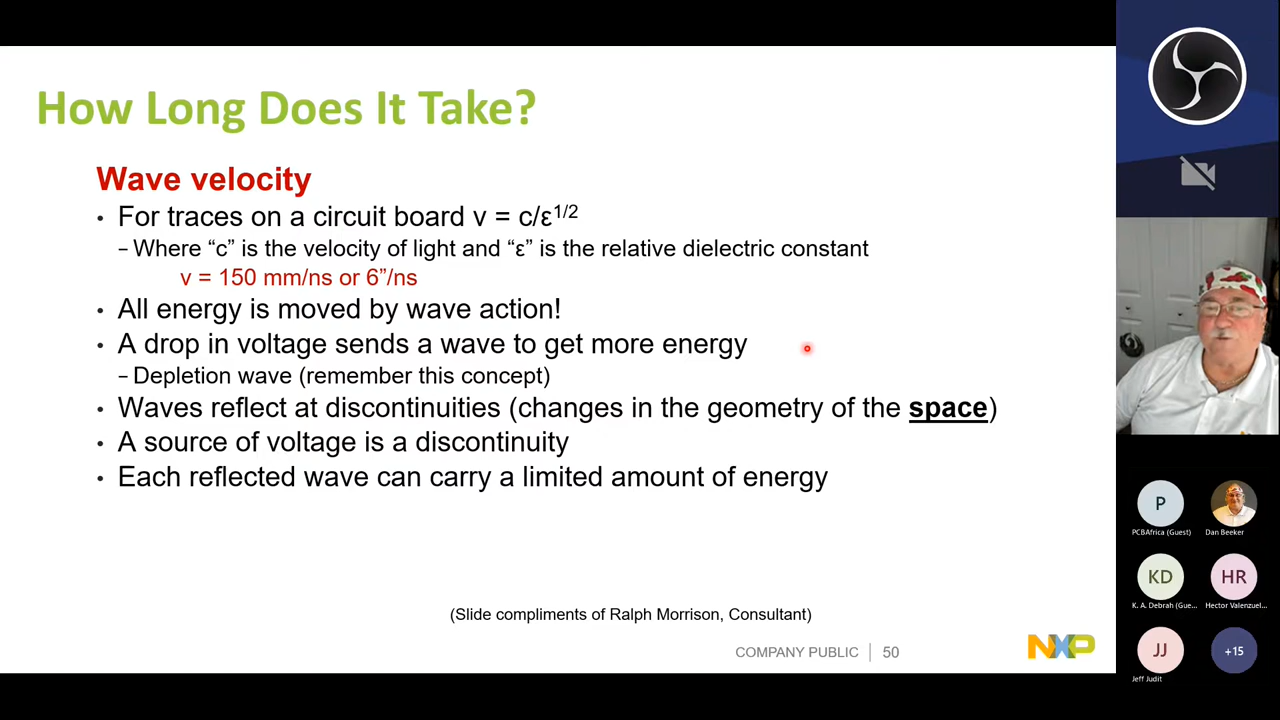 How Long Does It Take?
Wave velocity
• For traces on a circuit board v = c/ε1/2
– Where “c” is the velocity of light and “ε” is the relative dielectric constant
v = 150 mm/ns or 6”/ns
• All energy is moved by wave action!
• A drop in voltage sends a wave to get more energy
– Depletion wave (remember this concept)
• Waves reflect at discontinuities (changes in the geometry of the space)
• A source of voltage is a discontinuity
• Each reflected wave can carry a limited amount of energy
(Slide compliments of Ralph Morrison, Consultant)
COMPANY PUBLIC | 50
NXP
P
PCBAfrica (Guest)
Dan Beeker
KD
K. A. Debrah (Gue...
HR
Hector Valenzuel...
JJ
Jeff Judit
+15